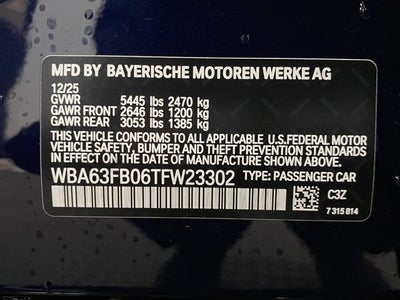 MFD BY BAYERISCHE MOTOREN WERKE AG
12/25
GVWR 5445 lbs 2470 kg
GAWR FRONT 2646 lbs 1200 kg
GAWR REAR 3053 lbs 1385 kg
THIS VEHICLE CONFORMS TO ALL APPLICABLE U.S.FEDERAL MOTOR
VEHICLE SAFETY, BUMPER AND THEFT PREVENTION STANDARDS
IN EFFECT ON THE DATE OF MANUFACTURE SHOWN ABOVE.
WBA63FB06TFW23302 TYPE: PASSENGER CAR
C3Z
7 315 814